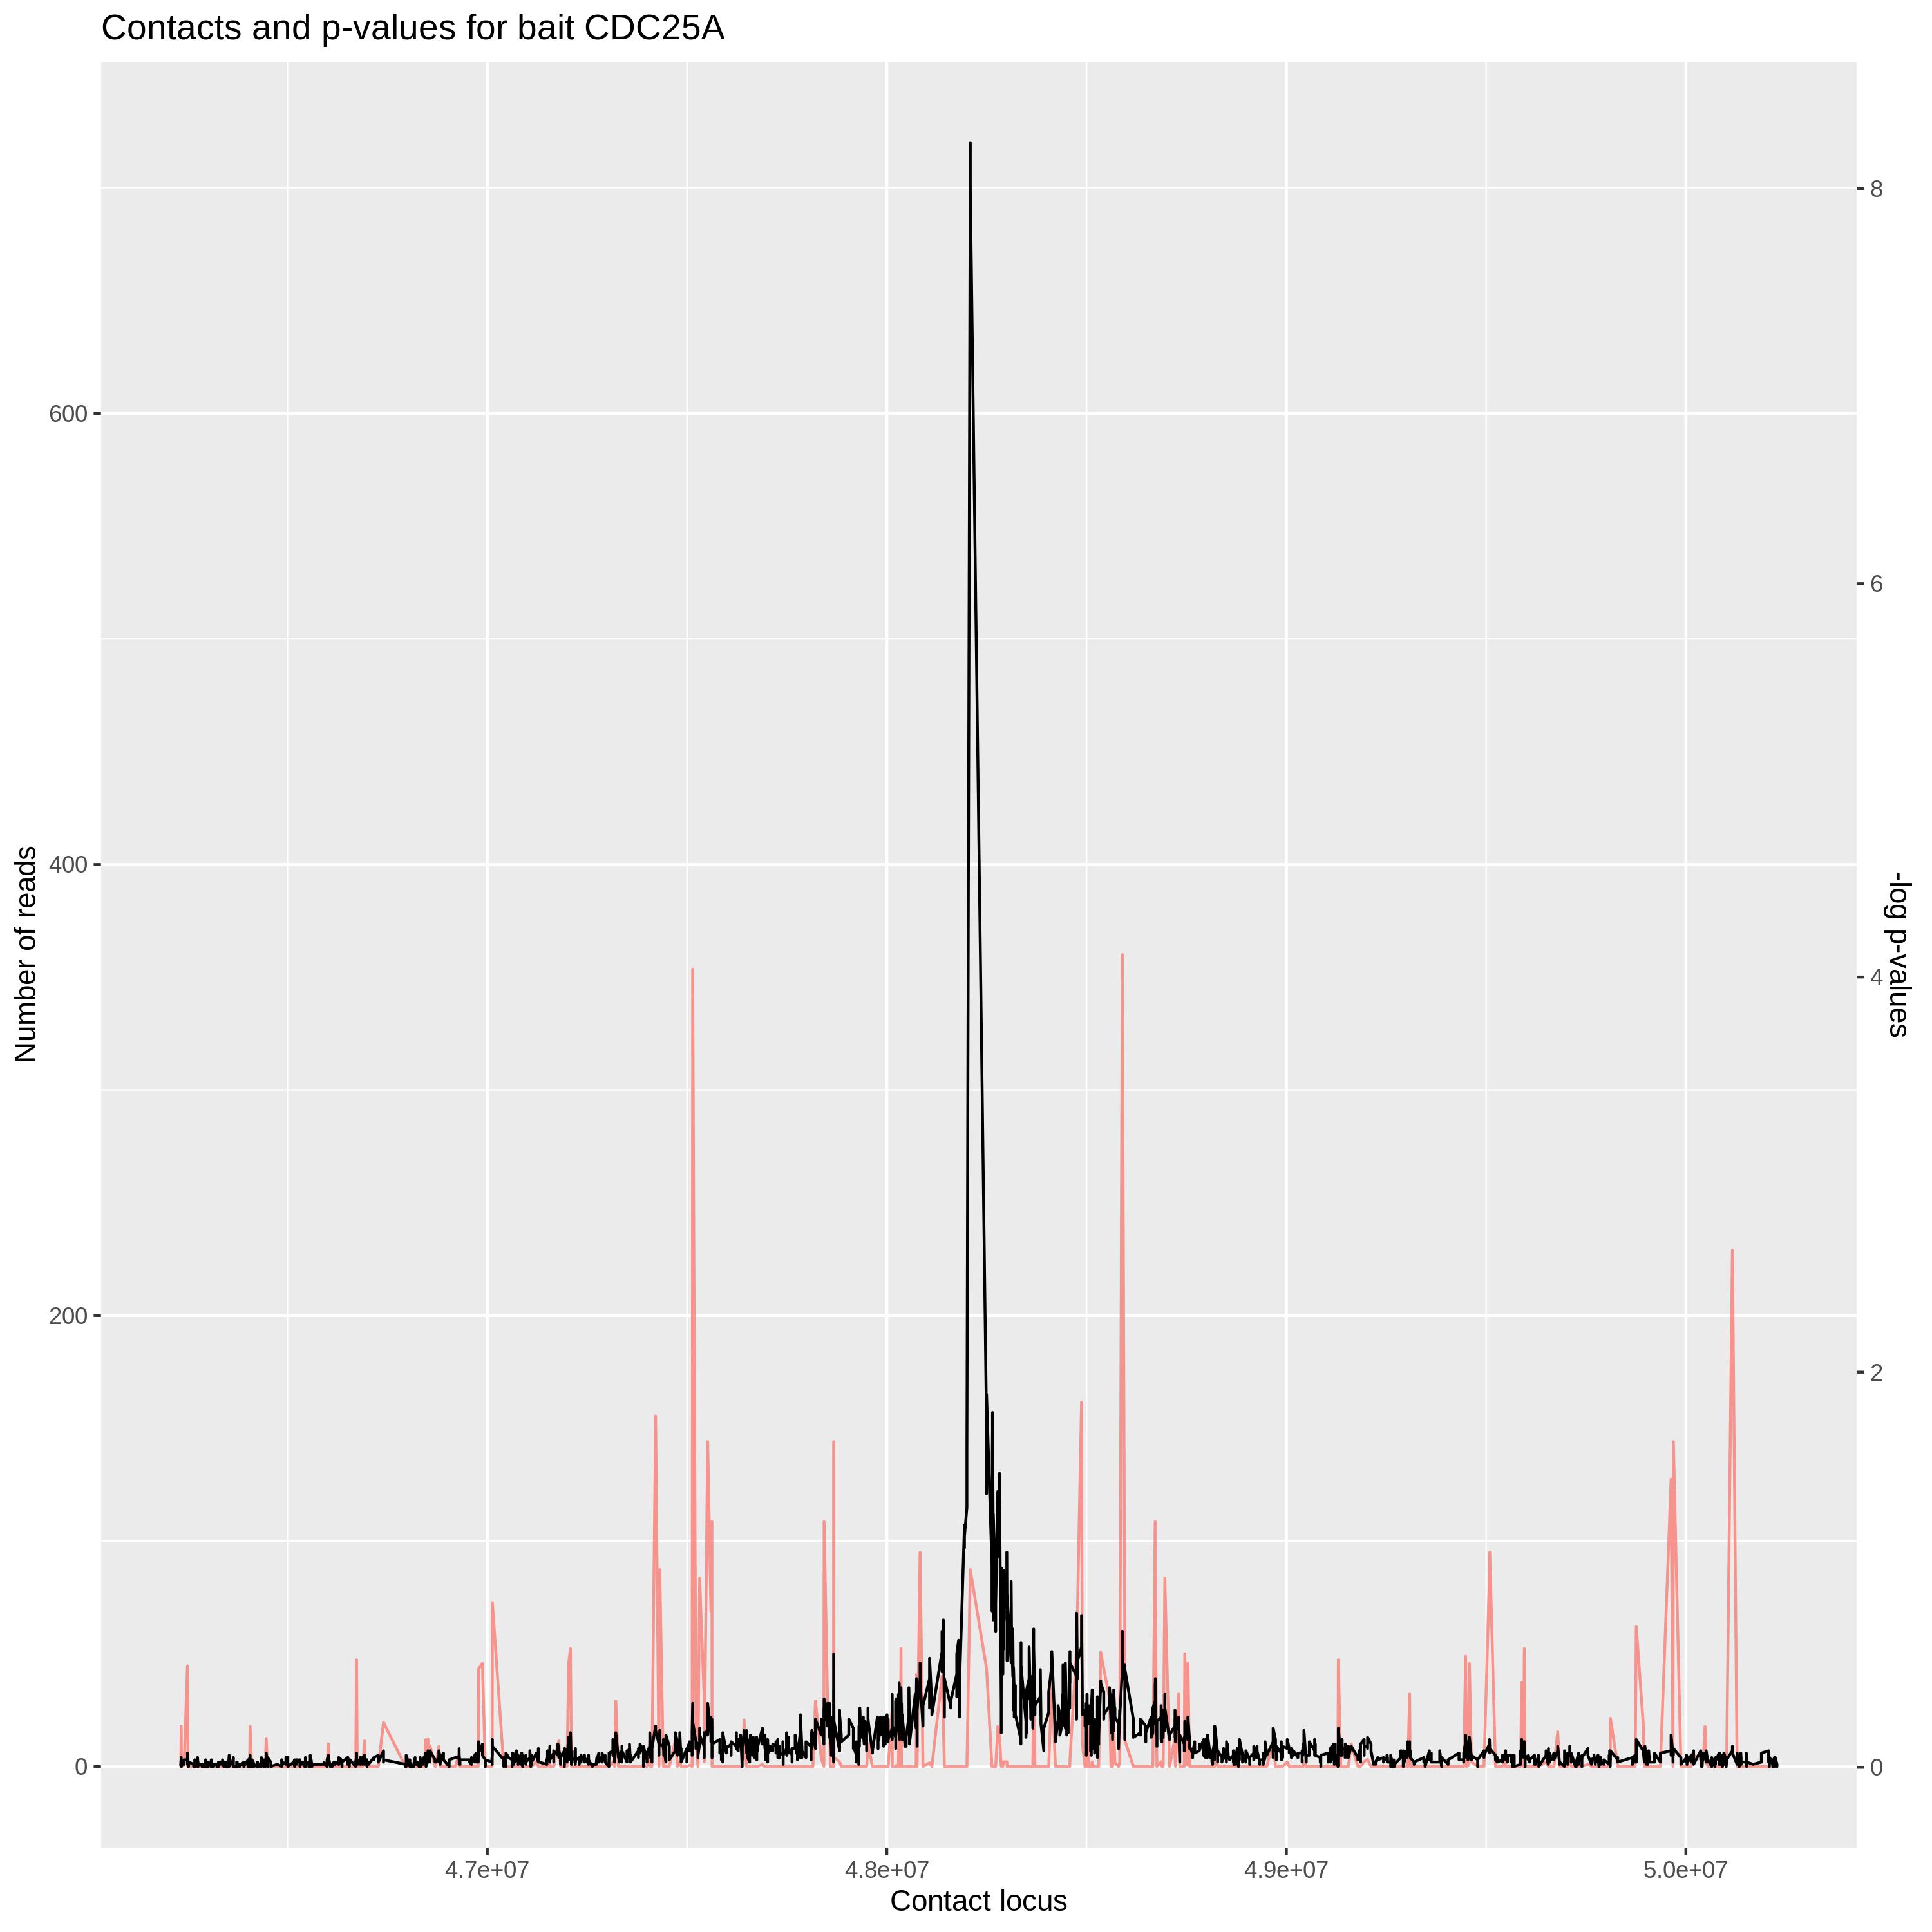 Contacts and p-values for bait CDC25A
Number of reads
600
400
200
0
8
6
4
2
0
-log p-values
4.7e+07
4.8e+07
4.9e+07
5.0e+07
Contact locus